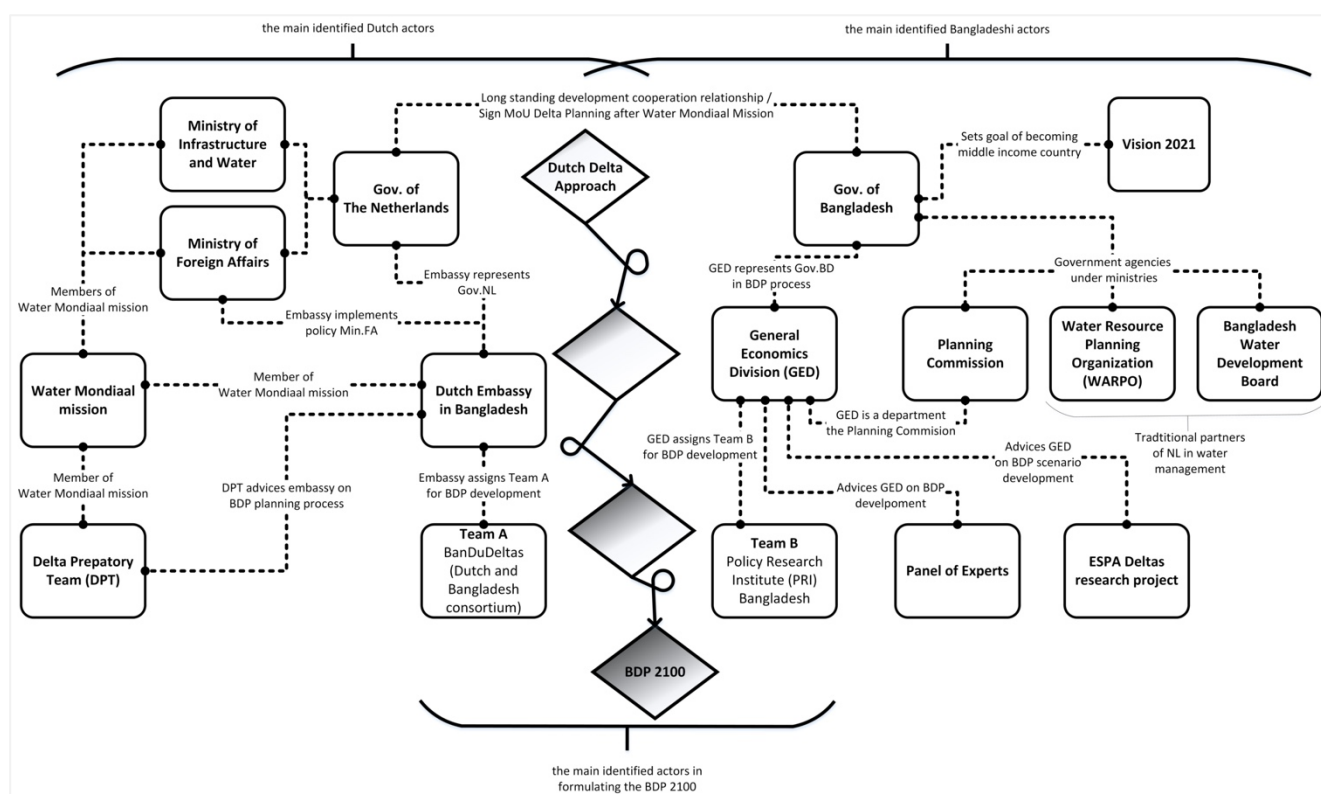 the main identified Dutch actors
the main identified Bangladeshi actors
Long standing development cooperation relationship /
Sign MoU Delta Planning after Water Mondiaal Mission
Ministry of
Infrastructure
and Water
Gov. of
The Netherlands
Dutch Delta
Approach
Gov. of
Bangladesh
Sets goal of becoming
middle income country
Vision 2021
Ministry of
Foreign Affairs
Members of
Water Mondiaal mission
Embassy represents
Gov.NL
Embassy implements
policy Min.FA
GED represents Gov.BD
in BDP process
Government agencies
under ministries
Water Mondiaal
mission
Member of
Water Mondiaal mission
Dutch Embassy
in Bangladesh
General
Economics
Division (GED)
Planning
Commission
Water Resource
Planning
Organization
(WARPO)
Bangladesh
Water
Development
Board
GED is a department
the Planning Commision
Tradtitional partners
of NL in water
management
Member of
Water Mondiaal mission
DPT advices embassy on
BDP planning process
Embassy assigns Team A
for BDP development
GED assigns Team B
for BDP development
Advices GED on BDP
develpoment
Advices GED
on BDP scenario
development
Delta Prepatory
Team (DPT)
Team A
BanDuDeltas
(Dutch and
Bangladesh
consortium)
Team B
Policy Research
Institute (PRI)
Bangladesh
Panel of Experts
ESPA Deltas
research project
BDP 2100
the main identified actors in
formulating the BDP 2100